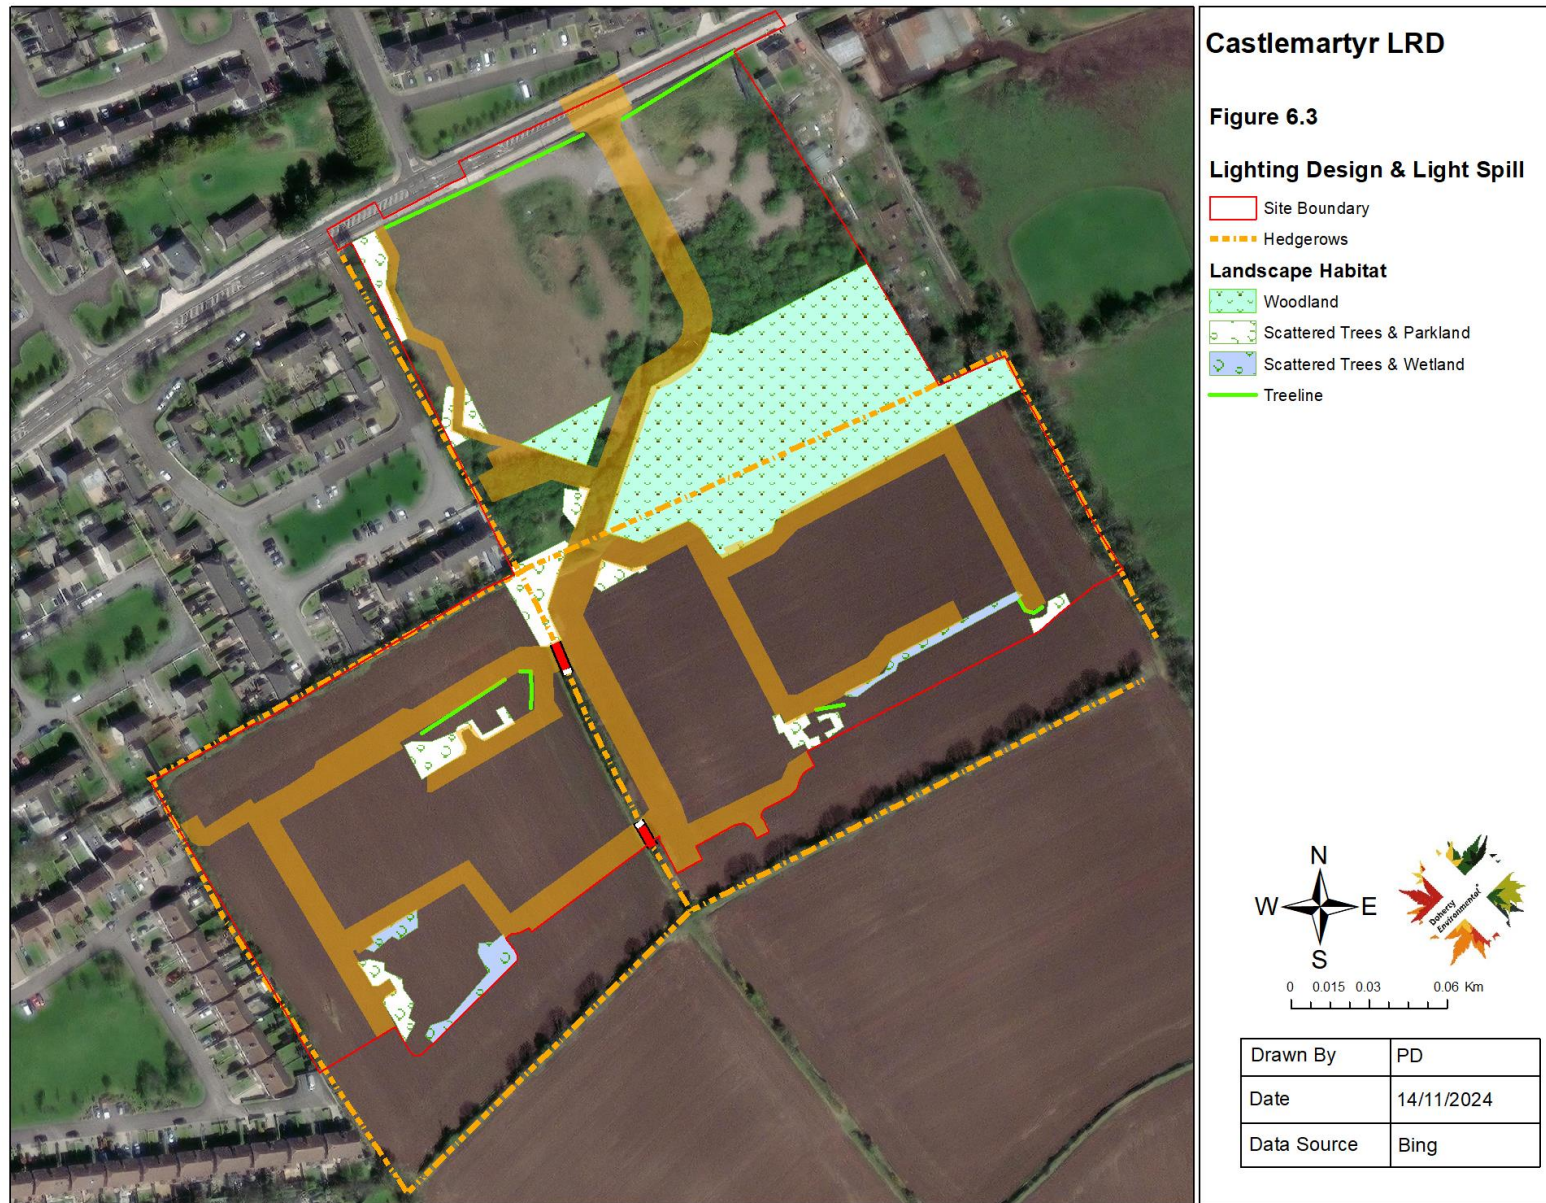 Castlemartyr LRD
Figure 6.3
Lighting Design & Light Spill
Site Boundary
Hedgerows
Landscape Habitat
Woodland
Scattered Trees & Parkland
Scattered Trees & Wetland
Treeline
N
W E
S
Doherty
Environmental
0 0.015 0.03 0.06 Km
Drawn By PD
Date 14/11/2024
Data Source Bing